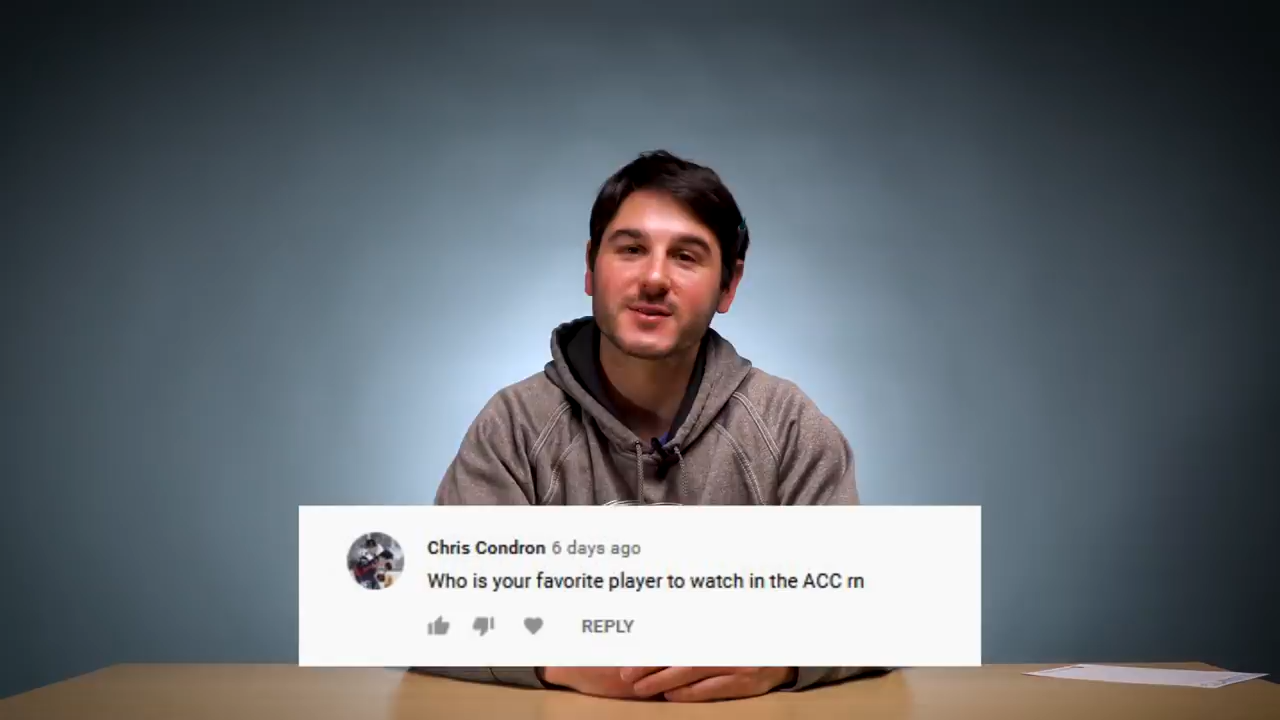 Chris Condron 6 days ago
Who is your favorite player to watch in the ACC rn
REPLY